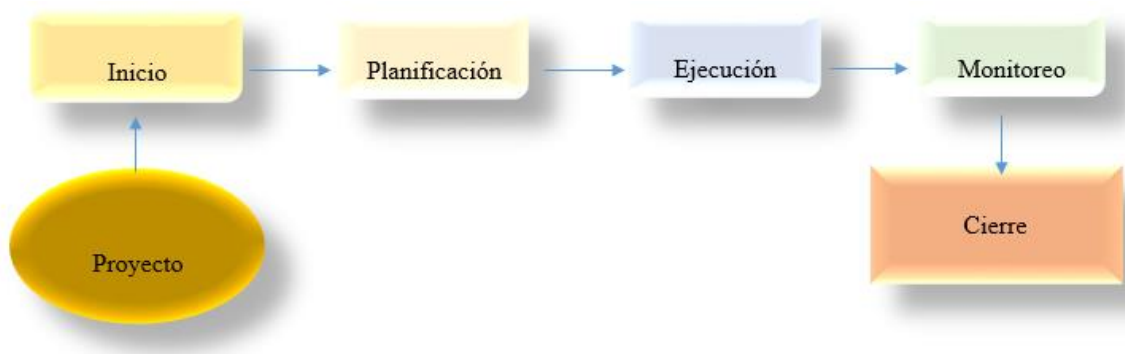 Inicio
Planificación
Ejecución
Monitoreo
Proyecto
Cierre